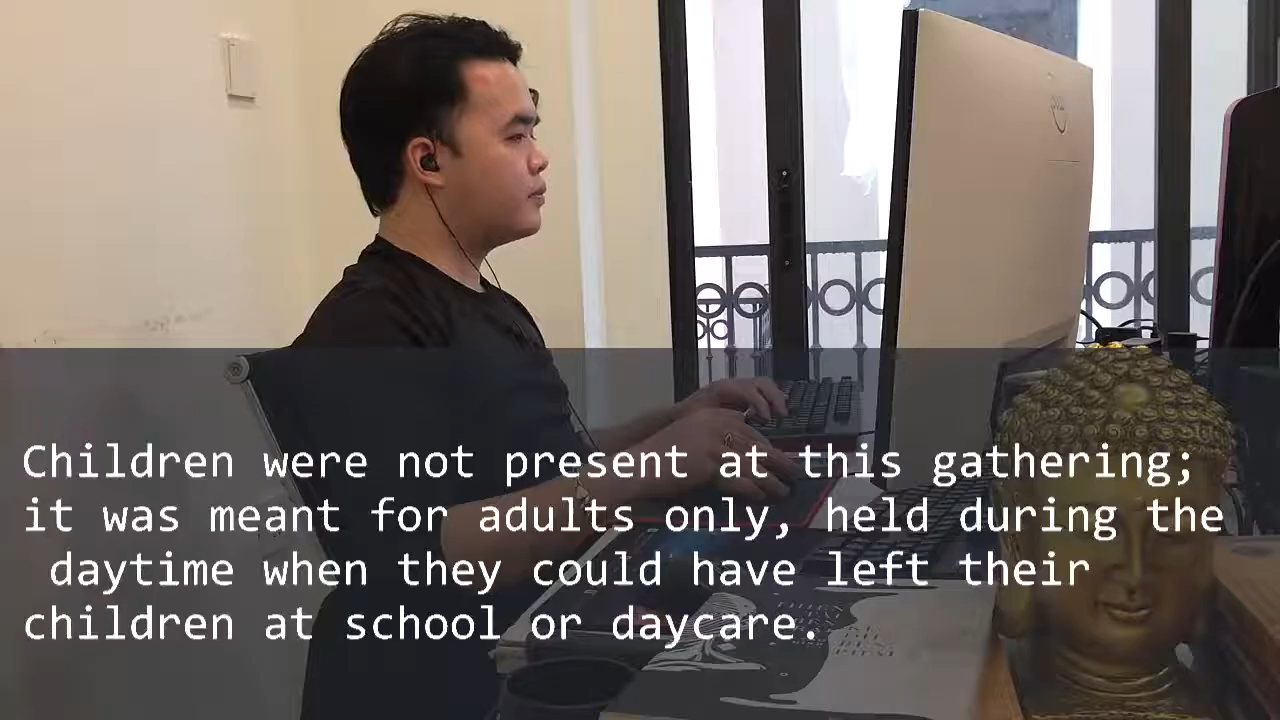 Children were not present at this gathering;
it was meant for adults only, held during the
daytime when they could have left their
children at school or daycare.